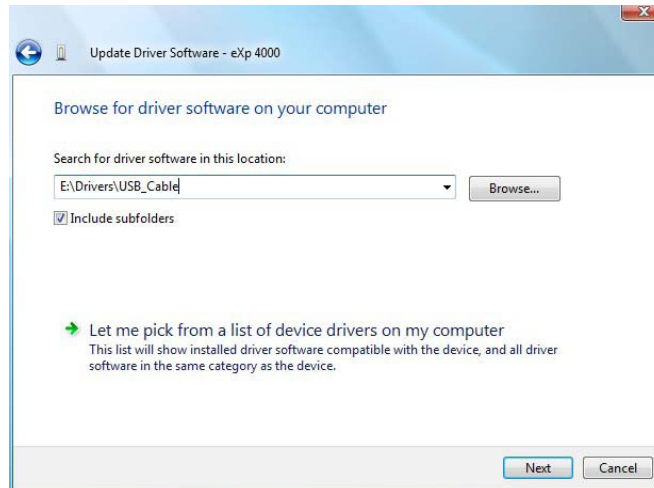 Update Driver Software - eXp 4000
Browse for driver software on your computer
Search for driver software in this location:
E:\Drivers\USB_Cable
Browse...
Include subfolders
Let me pick from a list of device drivers on my computer
This list will show installed driver software compatible with the device, and all driver
software in the same category as the device.
Next
Cancel